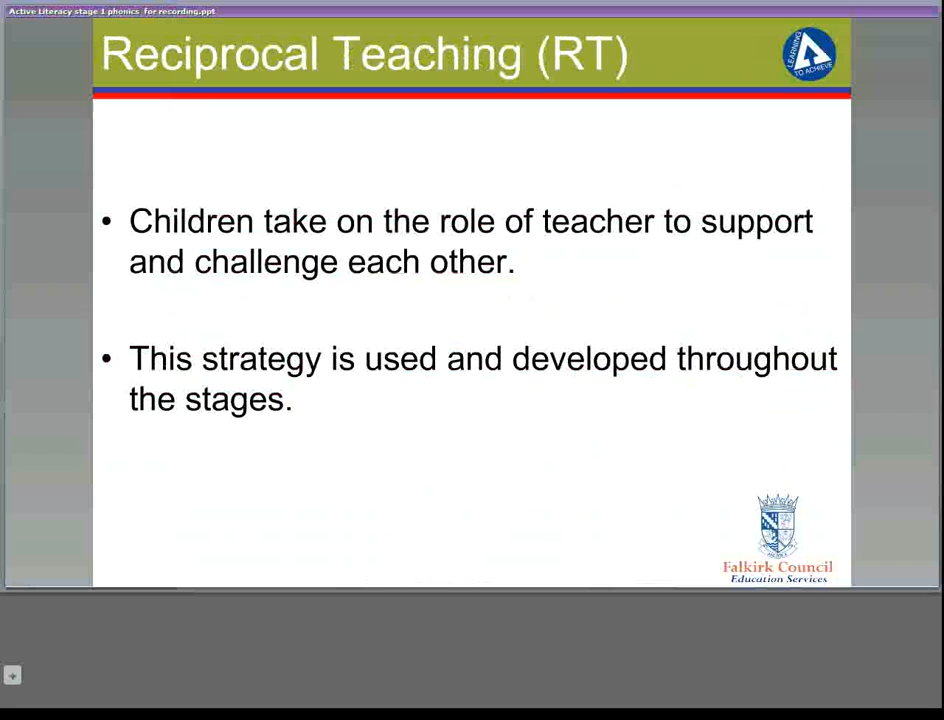 Active Literacy stage 1 phonics for recording.ppt
Reciprocal Teaching (RT)
LEARNING
TO ACHIEVE
• Children take on the role of teacher to support
and challenge each other.
• This strategy is used and developed throughout
the stages.
Falkirk Council
Education Services